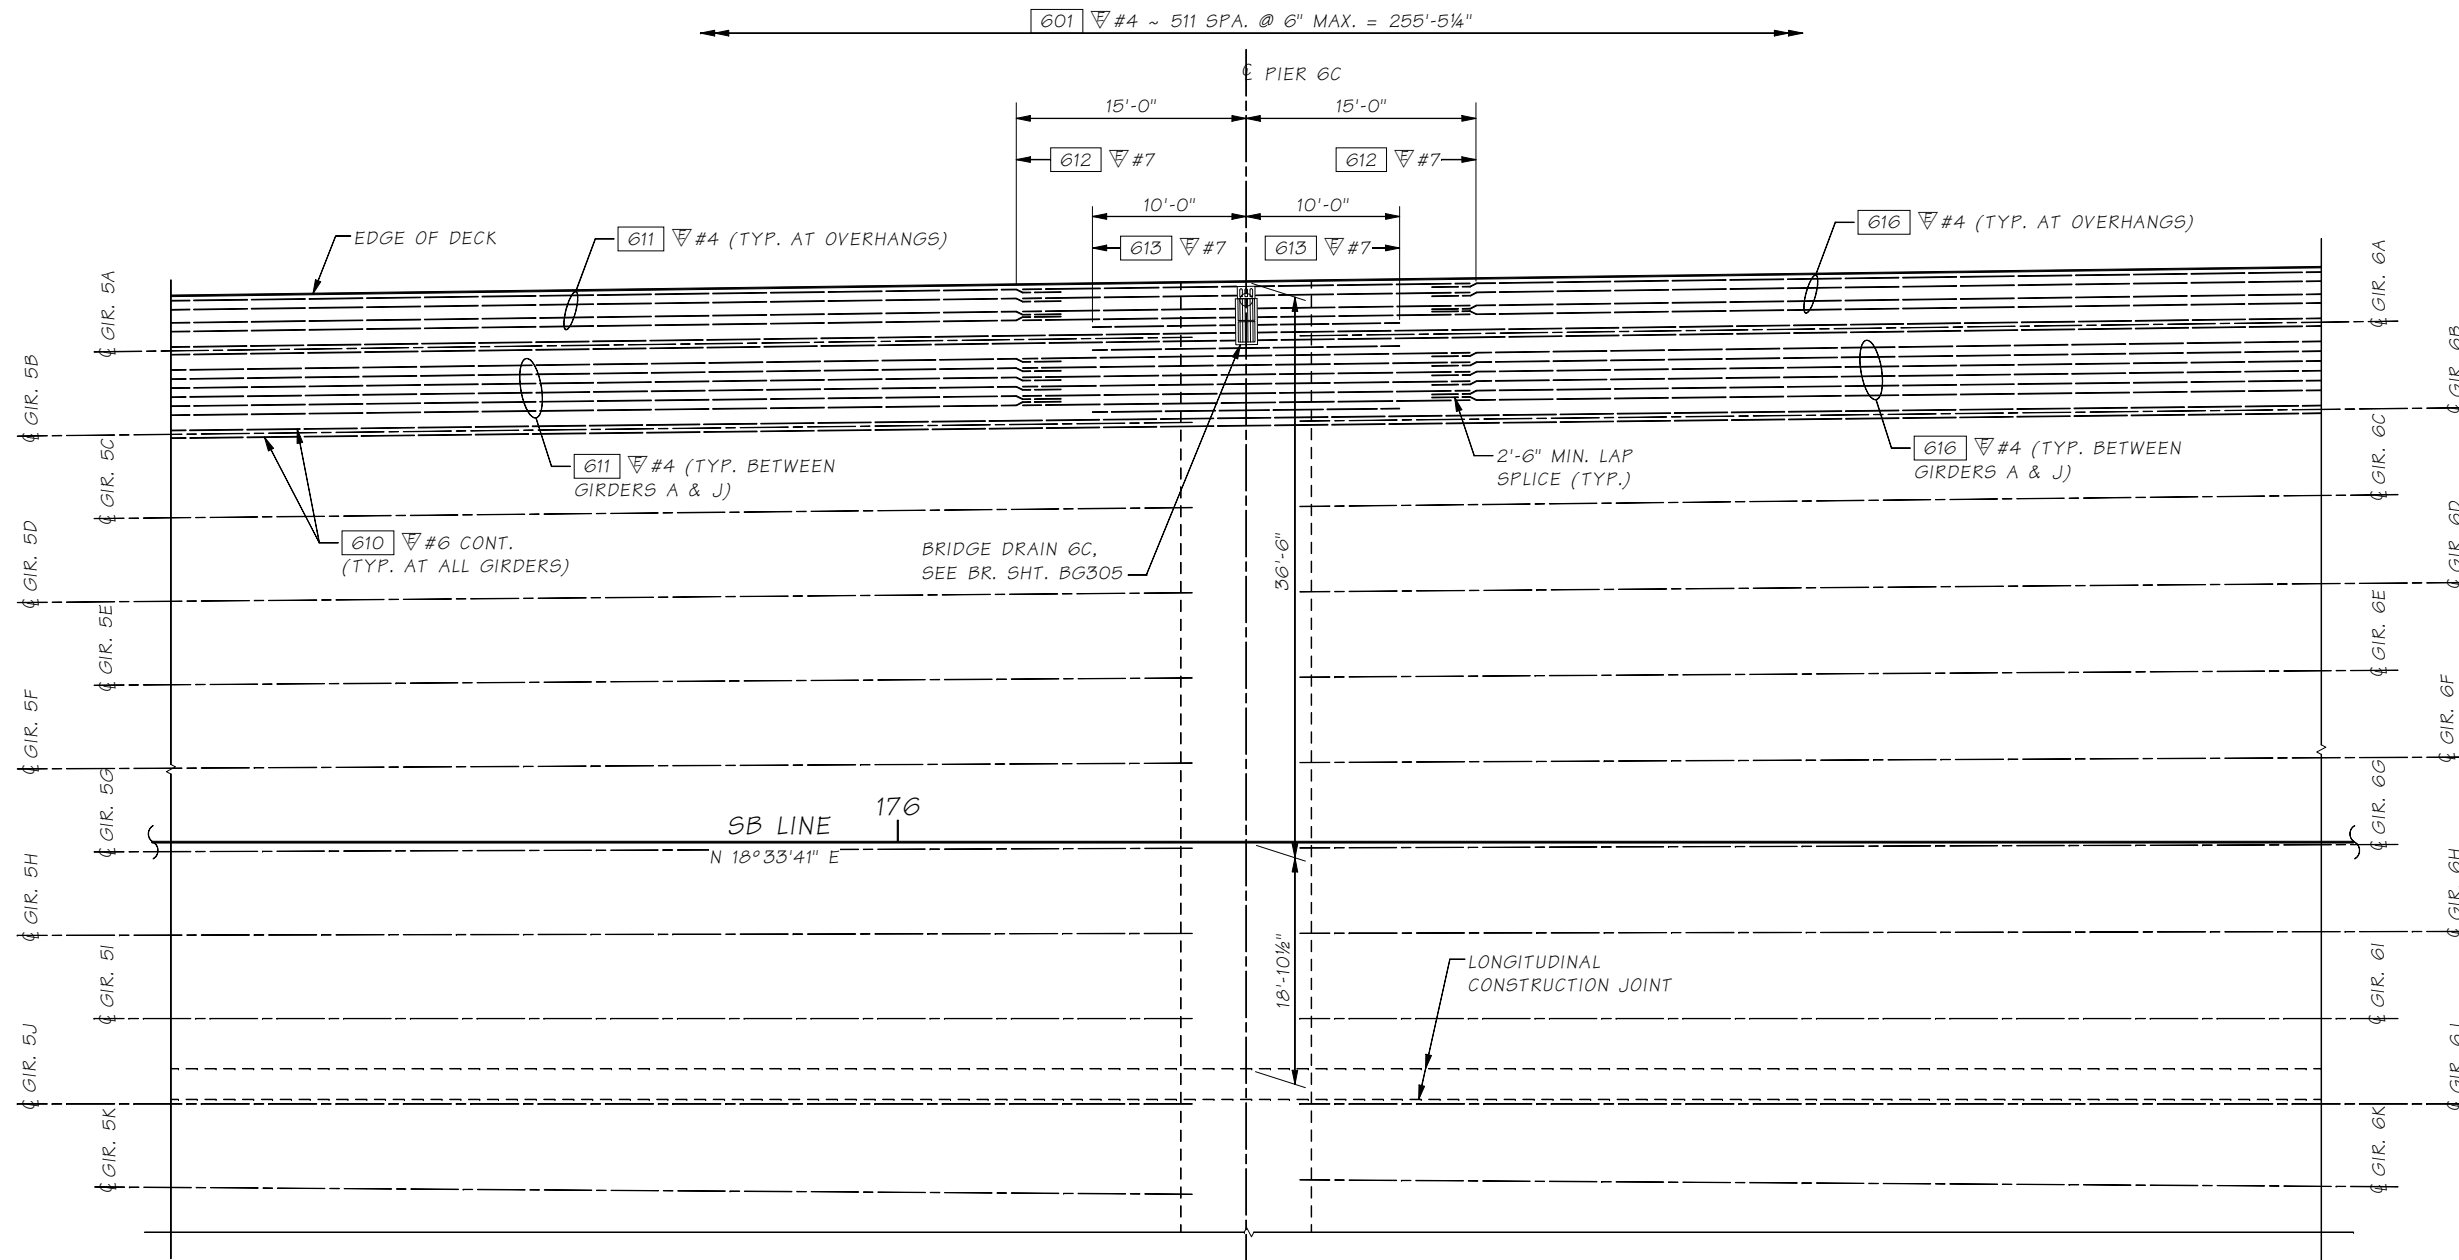 601 E #4 ~ 511 SPA. @ 6" MAX. = 255'-5¼"
℄ PIER 6C
15'-0" 15'-0"
612 E #7 612 E #7
10'-0" 10'-0"
613 E #7 613 E #7
EDGE OF DECK
611 E #4 (TYP. AT OVERHANGS)
616 E #4 (TYP. AT OVERHANGS)
℄ GIR. 5A
℄ GIR. 5B
℄ GIR. 5C
℄ GIR. 5D
℄ GIR. 5E
℄ GIR. 5F
℄ GIR. 5G
℄ GIR. 5H
℄ GIR. 5I
℄ GIR. 5J
℄ GIR. 5K
611 E #4 (TYP. BETWEEN
GIRDERS A & J)
610 E #6 CONT.
(TYP. AT ALL GIRDERS)
BRIDGE DRAIN 6C,
SEE BR. SHT. BG305
2'-6" MIN. LAP
SPLICE (TYP.)
616 E #4 (TYP. BETWEEN
GIRDERS A & J)
36'-6"
176
SB LINE
N 18°33'41" E
18'-10½"
LONGITUDINAL
CONSTRUCTION JOINT
℄ GIR. 6A
℄ GIR. 6B
℄ GIR. 6C
℄ GIR. 6D
℄ GIR. 6E
℄ GIR. 6F
℄ GIR. 6G
℄ GIR. 6H
℄ GIR. 6I
℄ GIR. 6J
℄ GIR. 6K